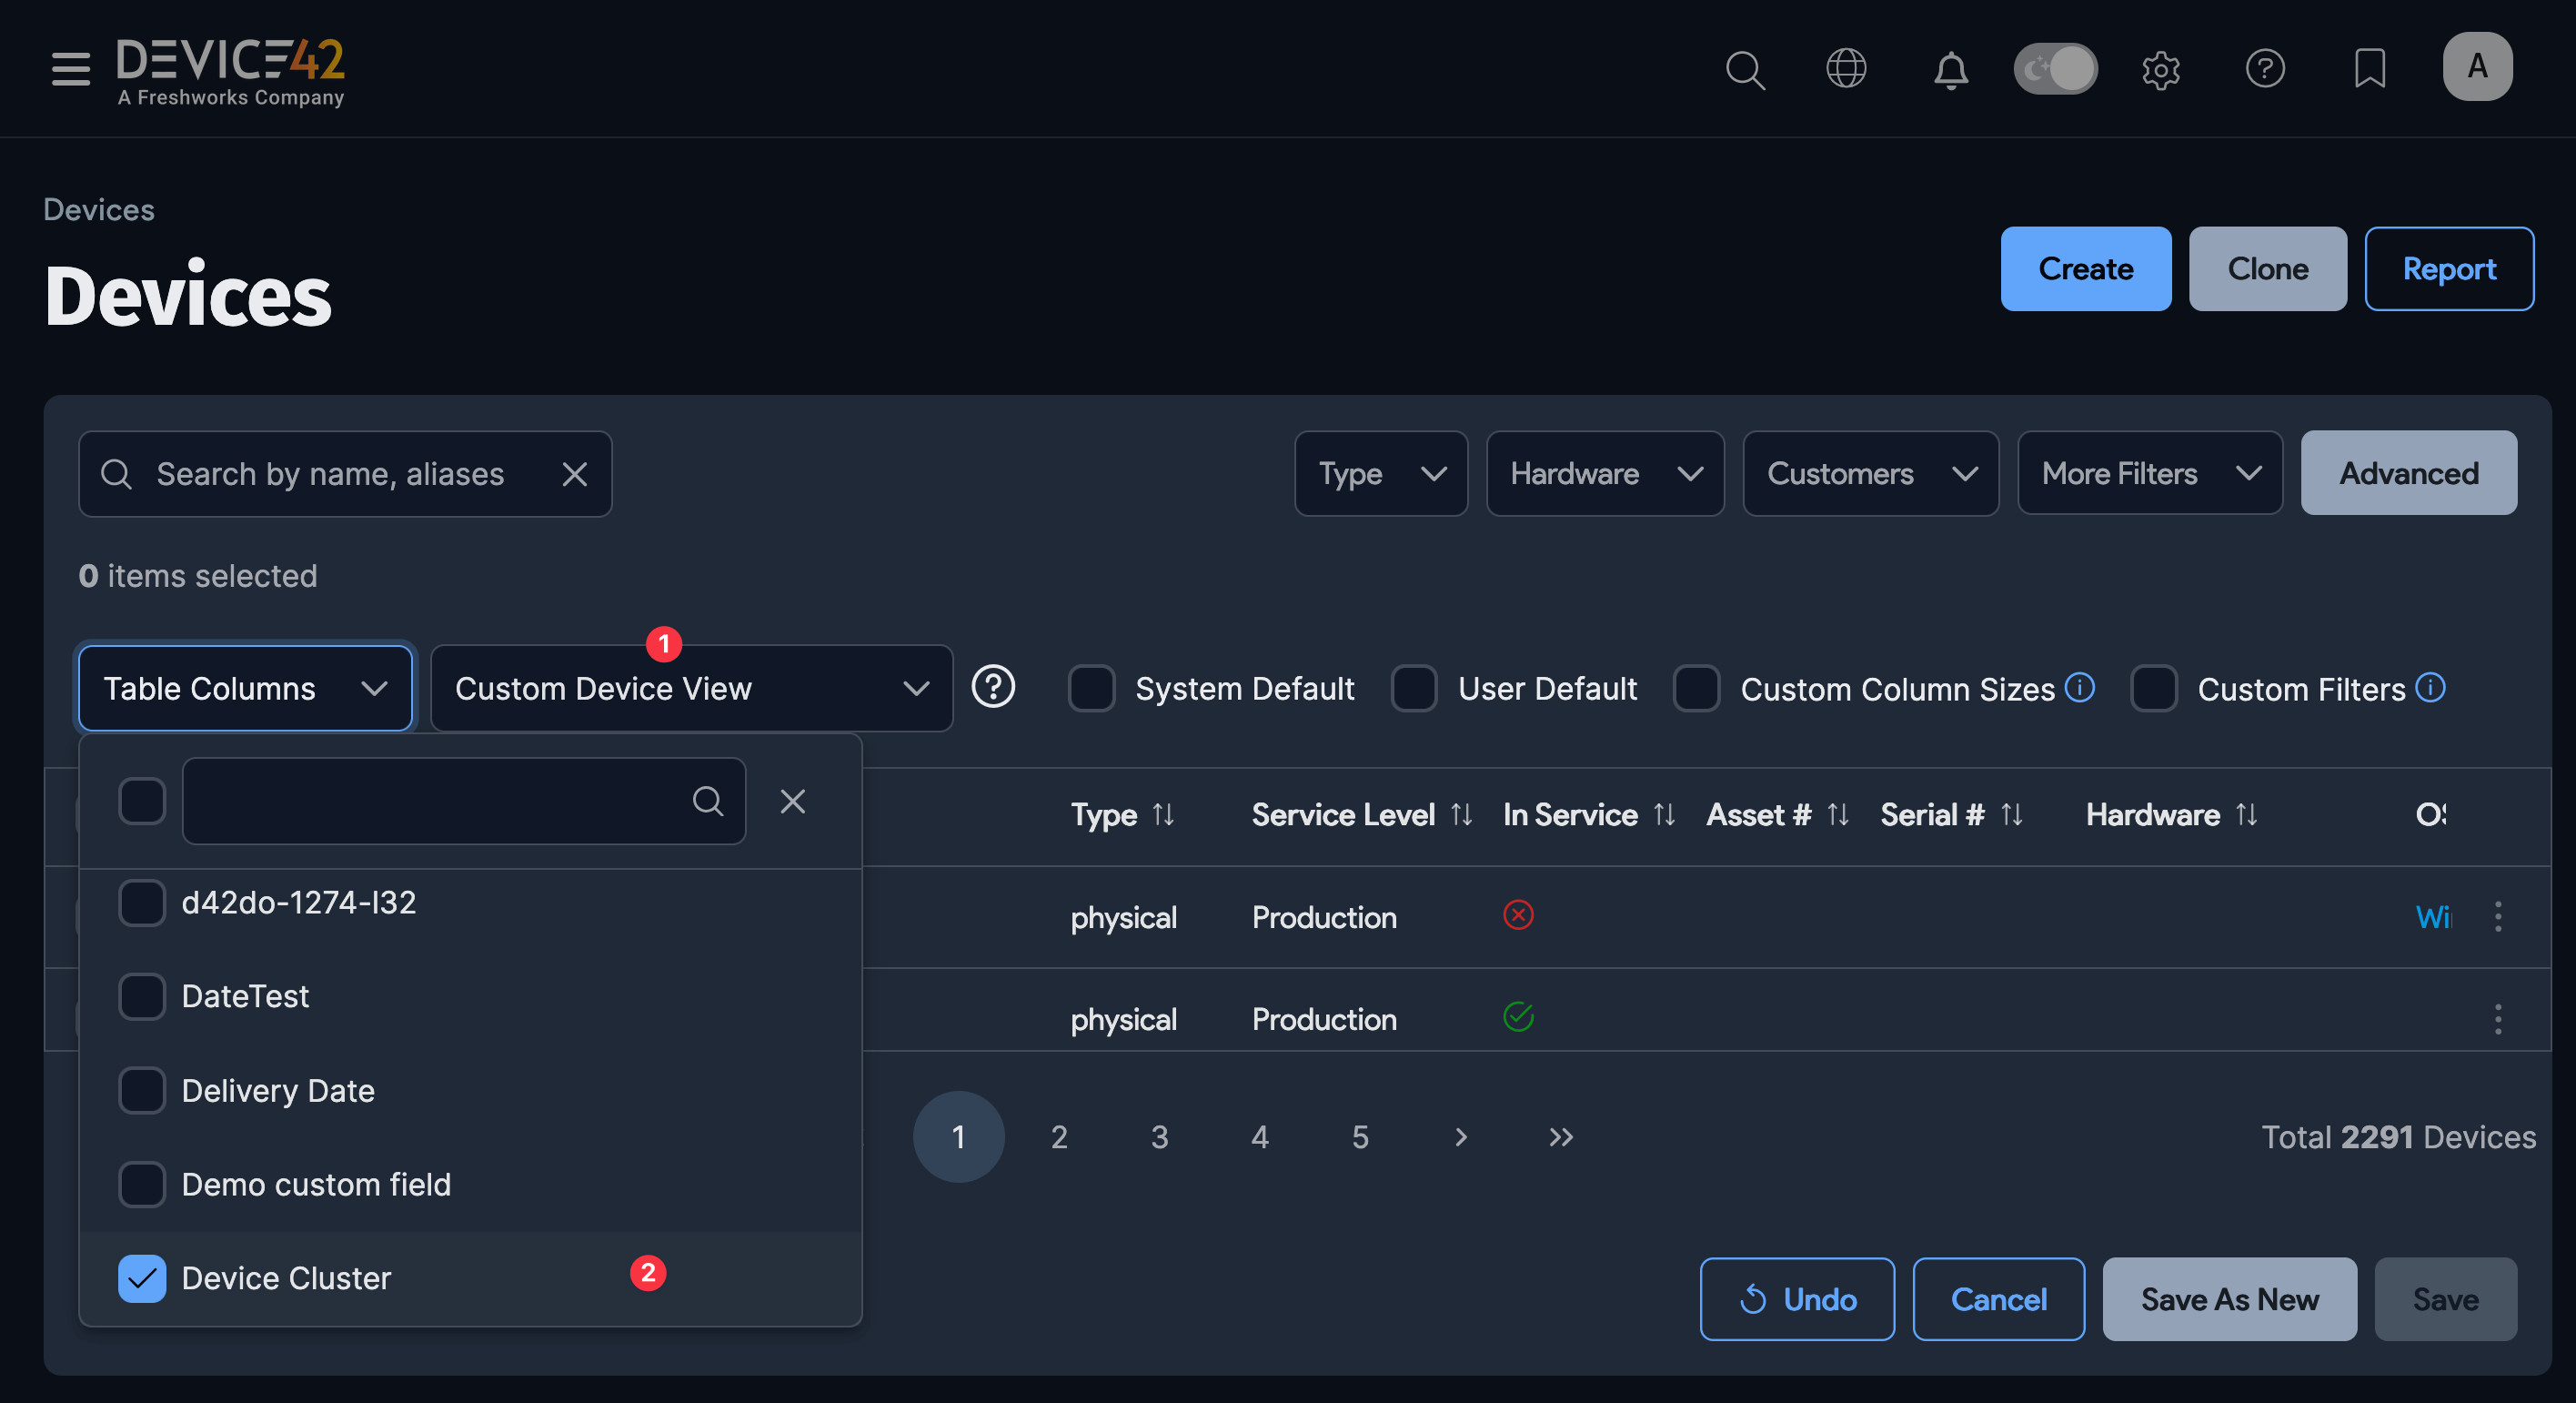 DEVICE42
A Freshworks Company
A
Devices
Devices
Create
Clone
Report
Search by name, aliases
Type
Hardware
Customers
More Filters
Advanced
0 items selected
1
Table Columns
Custom Device View
System Default
User Default
Custom Column Sizes
Custom Filters
Type
Service Level
In Service
Asset #
Serial #
Hardware
d42do-1274-l32
physical
Production
DateTest
physical
Production
Delivery Date
1 2 3 4 5
Total 2291 Devices
Demo custom field
Device Cluster
2
Undo
Cancel
Save As New
Save